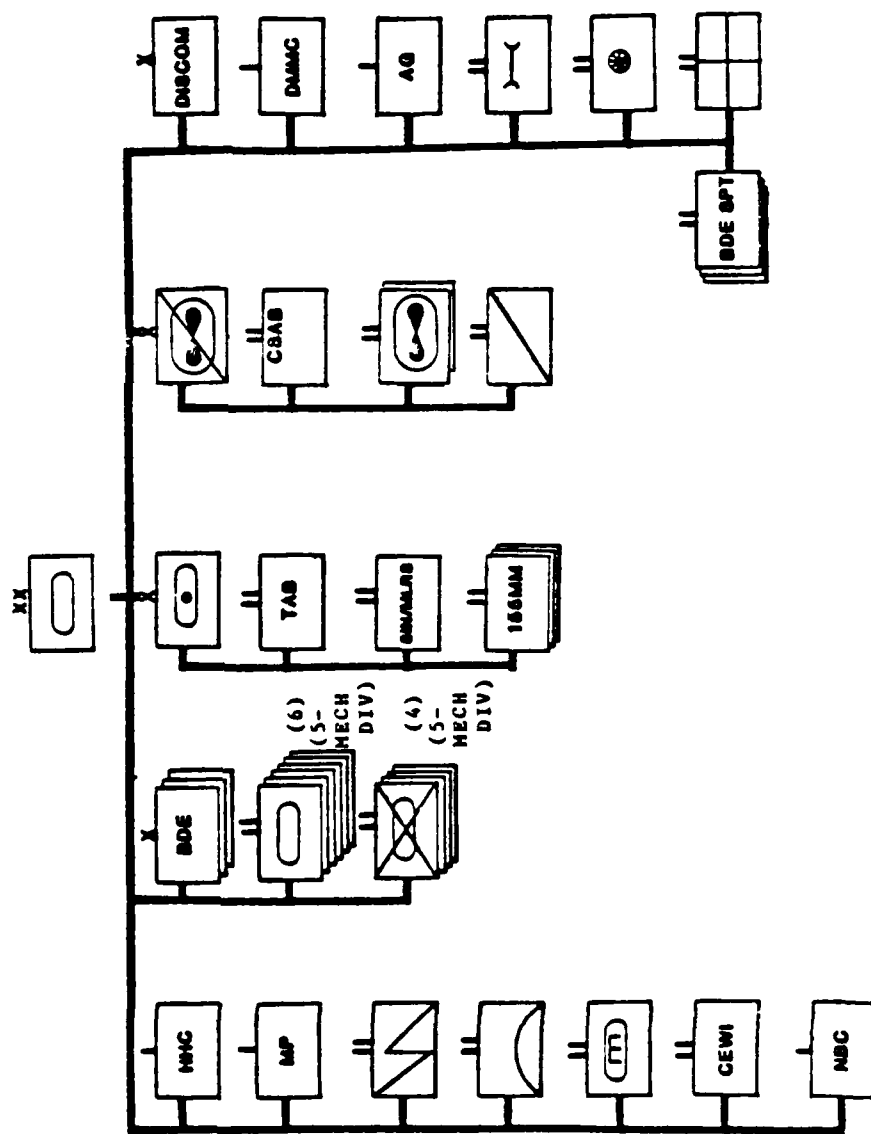 XX
HHC
MP
CEWI
NBC
X
BDE
(6)
(5-
MECH
DIV)
(4)
(5-
MECH
DIV)
X
TAB
155MM
X
CSAB
X
DISCOM
DMMC
AG
BDE SPT